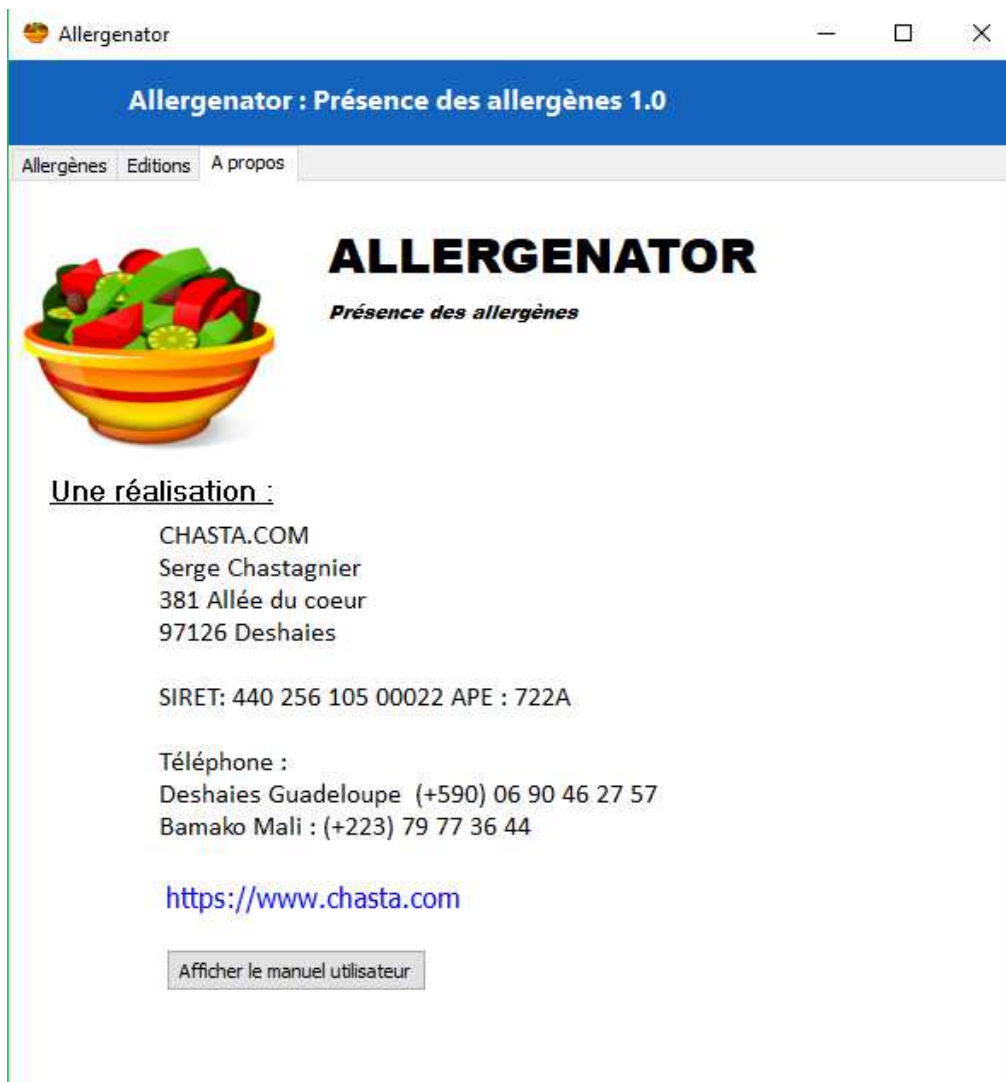 Allergenator
Allergenator : Présence des allergènes 1.0
Allergènes Editions A propos
ALLERGENATOR
Présence des allergènes
Une réalisation :
CHASTA.COM
Serge Chastagnier
381 Allée du coeur
97126 Deshaies
SIRET: 440 256 105 00022 APE : 722A
Téléphone :
Deshaies Guadeloupe (+590) 06 90 46 27 57
Bamako Mali : (+223) 79 77 36 44
https://www.chasta.com
Afficher le manuel utilisateur